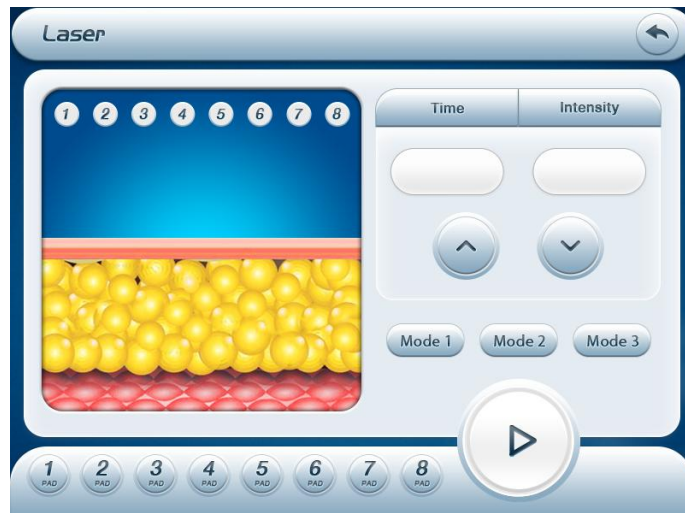 Laser
1 2 3 4 5 6 7 8
Time Intensity
Mode 1 Mode 2 Mode 3
1 2 3 4 5 6 7 8
PAD PAD PAD PAD PAD PAD PAD PAD